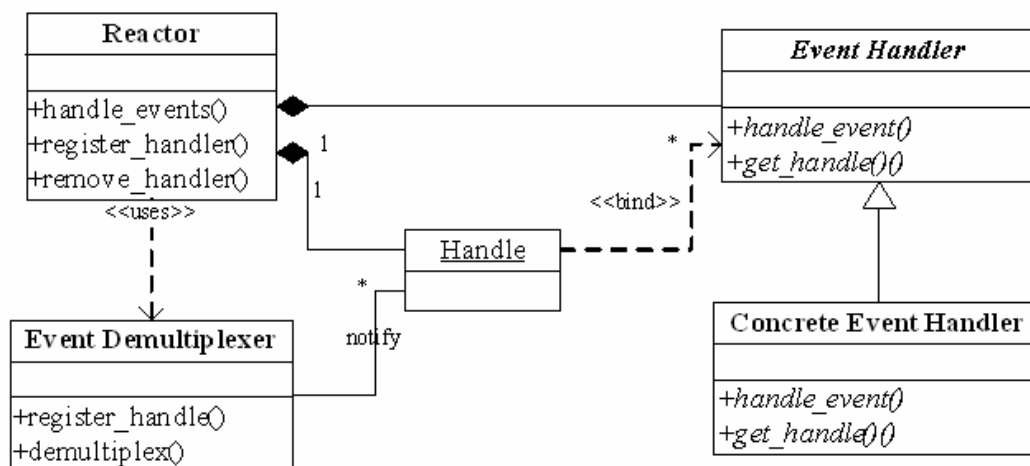 Reactor
+handle_events()
+register_handler()
+remove_handler()
1
1
<<uses>>
Event Handler
+handle_event()
+get_handle()()
*
<<bind>>
Handle
*
notify
Event Demultiplexer
+register_handle()
+demultiplex()
Concrete Event Handler
+handle_event()
+get_handle()()